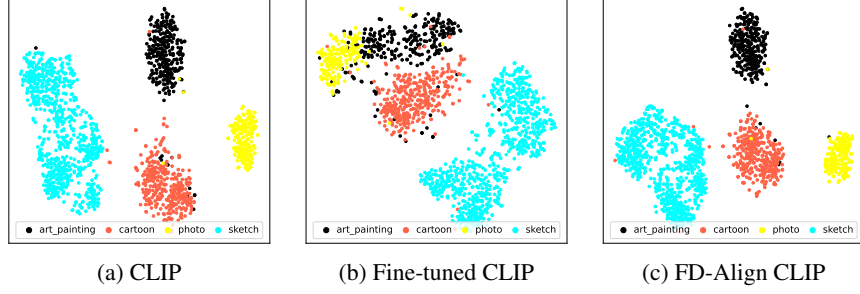 art_painting cartoon photo sketch
art_painting cartoon photo sketch
art_painting cartoon photo sketch
(a) CLIP
(b) Fine-tuned CLIP
(c) FD-Align CLIP